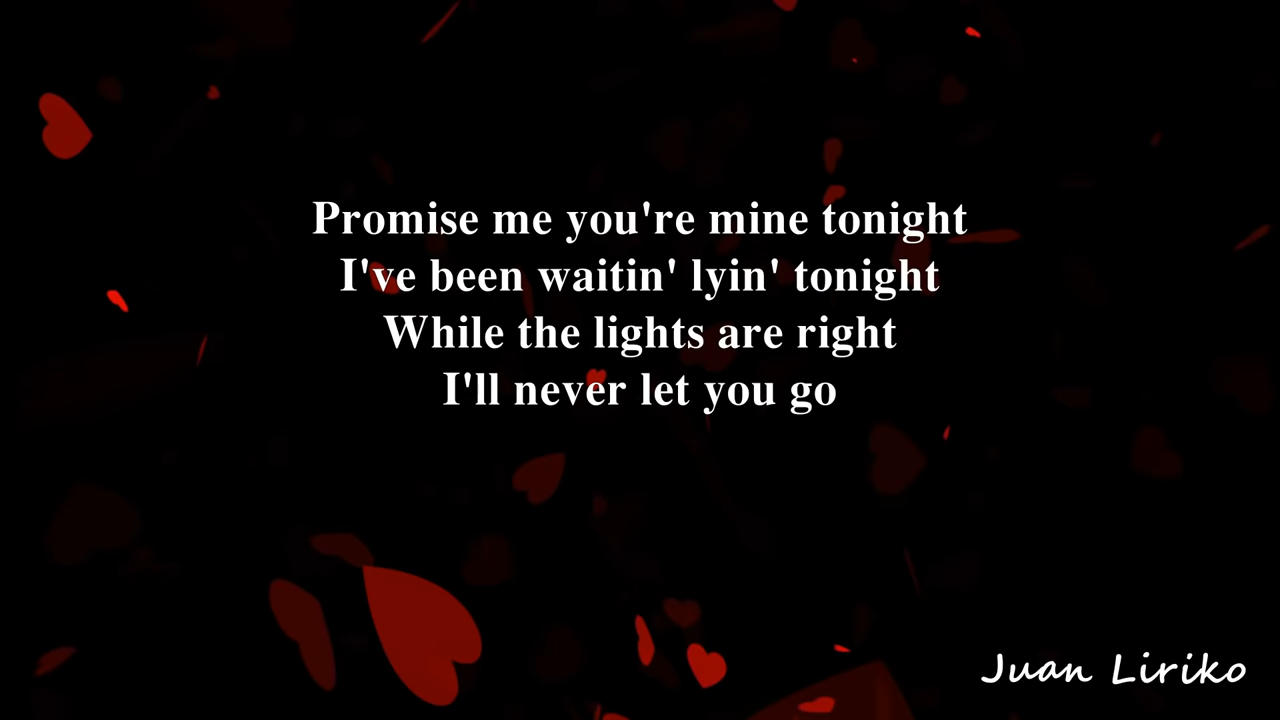 Promise me you're mine tonight
I've been waitin' lyin' tonight
While the lights are right
I'll never let you go
Juan Liriko